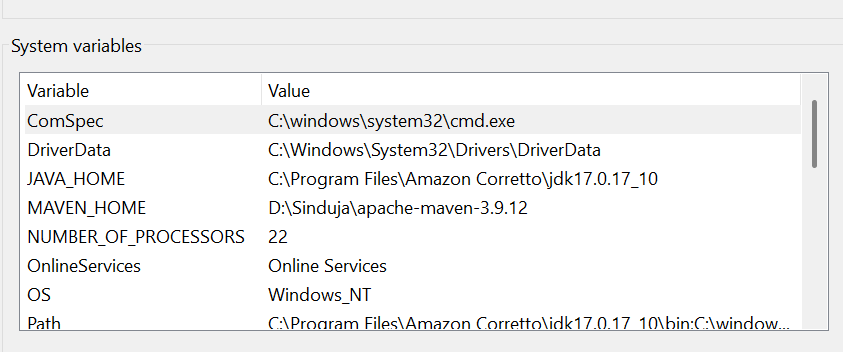 System variables
Variable Value
ComSpec C:\windows\system32\cmd.exe
DriverData C:\Windows\System32\Drivers\DriverData
JAVA_HOME C:\Program Files\Amazon Corretto\jdk17.0.17_10
MAVEN_HOME D:\Sinduja\apache-maven-3.9.12
NUMBER_OF_PROCESSORS 22
OnlineServices Online Services
OS Windows_NT
Path C:\Program Files\Amazon Corretto\jdk17.0.17_10\bin;C:\window...